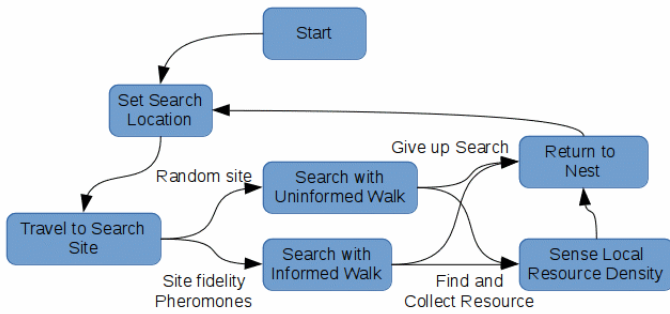 Start
Set Search
Location
Give up Search
Return to
Nest
Random site
Search with
Uninformed Walk
Travel to Search
Site
Search with
Informed Walk
Sense Local
Resource Density
Site fidelity
Pheromones
Find and
Collect Resource